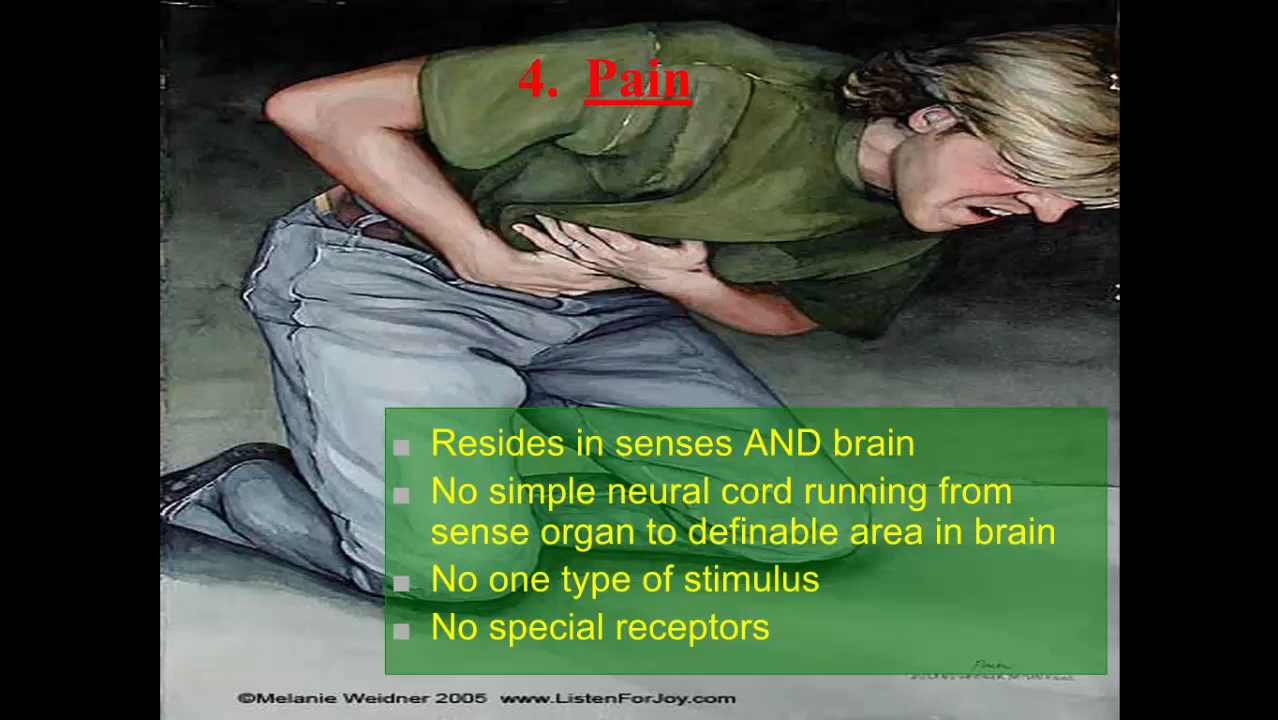 4. Pain
Resides in senses AND brain
No simple neural cord running from
sense organ to definable area in brain
No one type of stimulus
No special receptors
Pain
©Melanie Weidner 2005 www.ListenForJoy.com